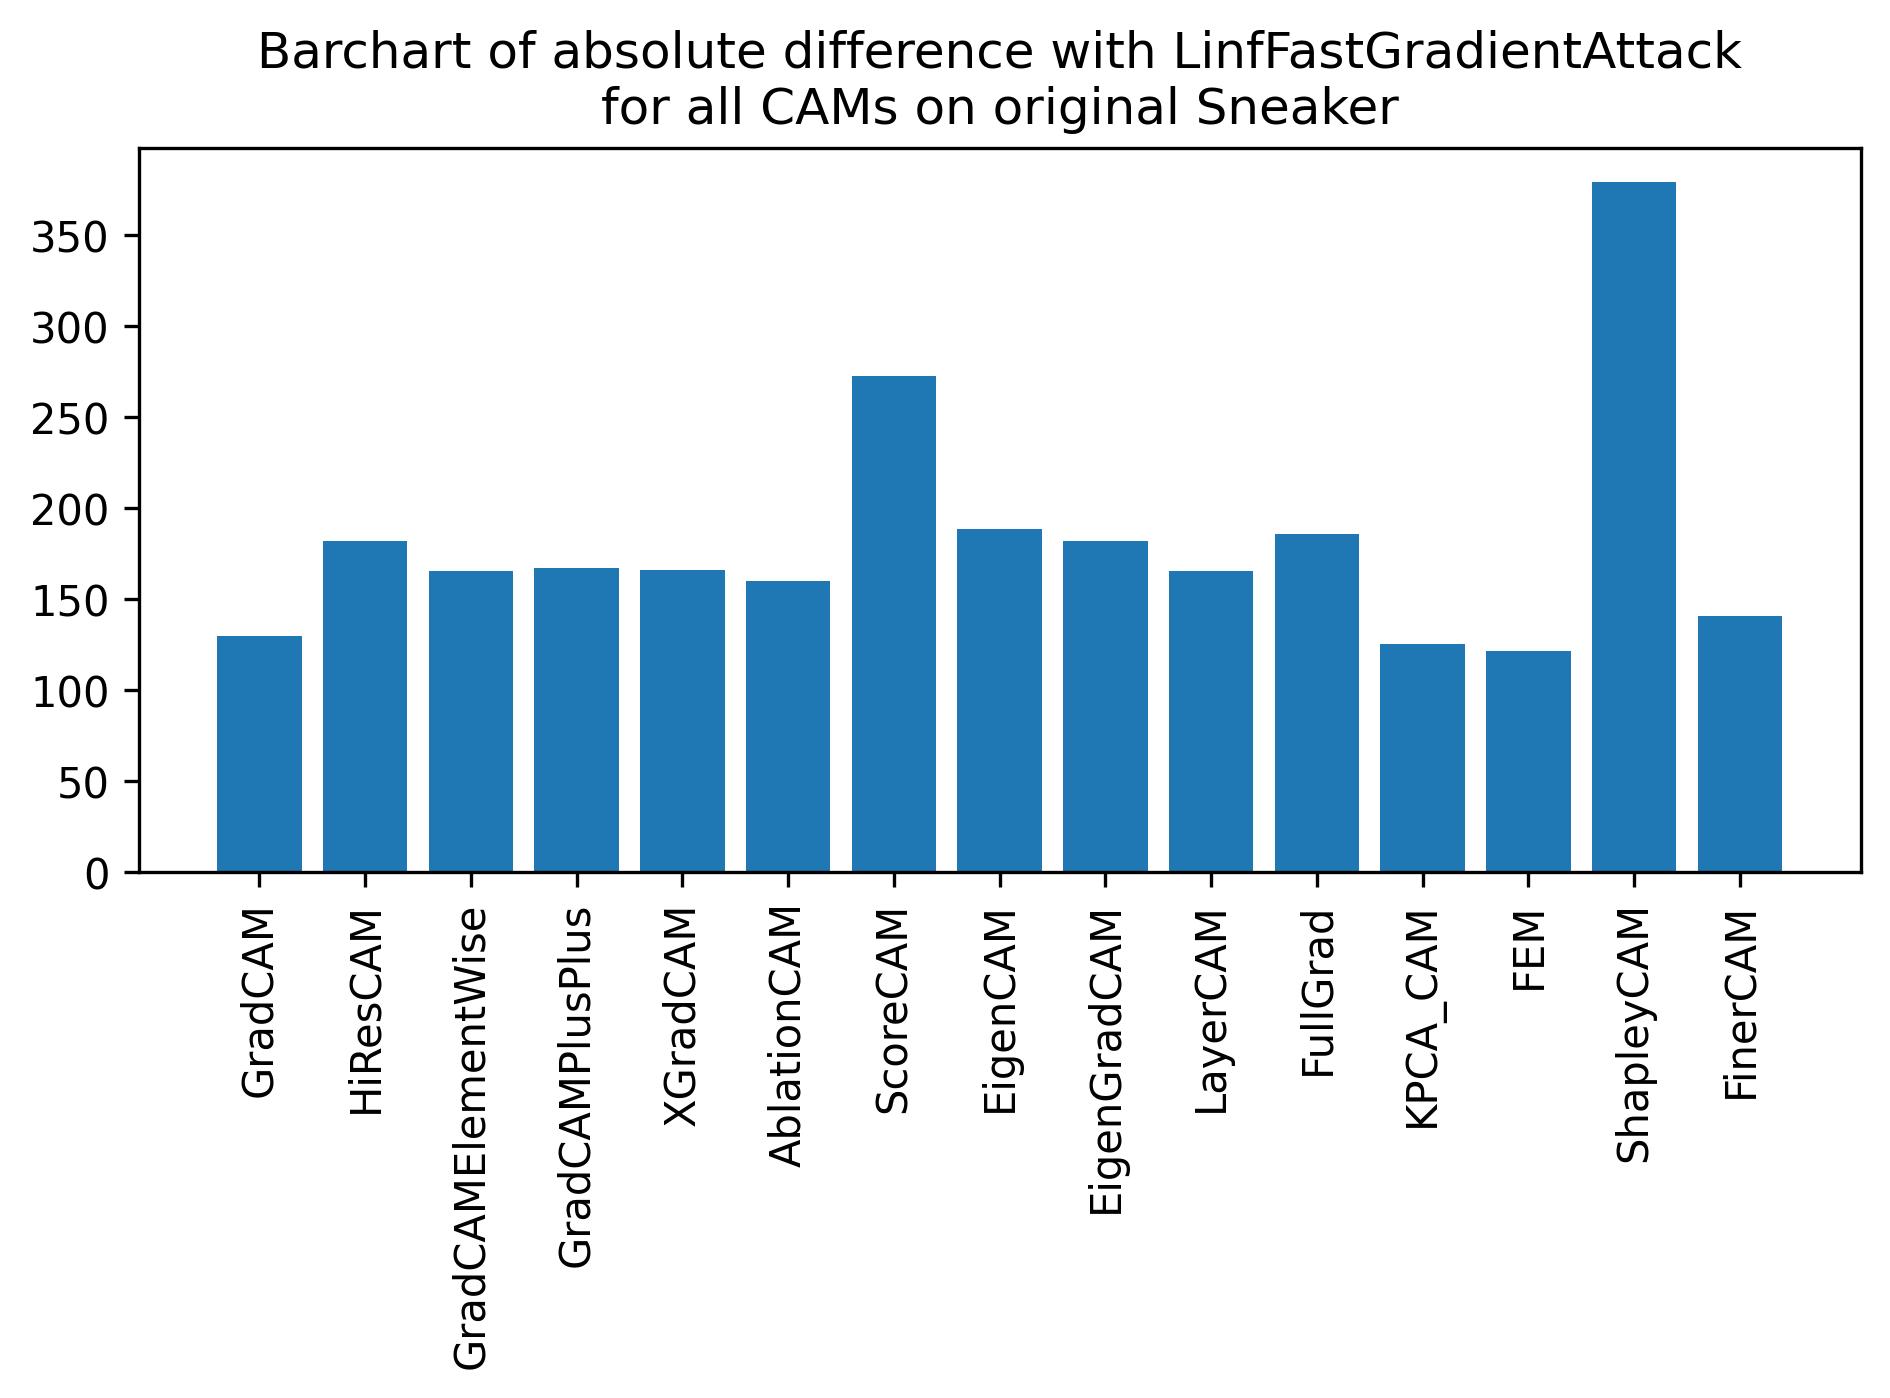 Barchart of absolute difference with LinfFastGradientAttack
for all CAMs on original Sneaker
350
300
250
200
150
100
50
0
GradCAM
HiResCAM
GradCAMElementWise
GradCAMPlusPlus
XGradCAM
AblationCAM
ScoreCAM
EigenCAM
EigenGradCAM
LayerCAM
FullGrad
KPCA_CAM
FEM
ShapleyCAM
FinerCAM